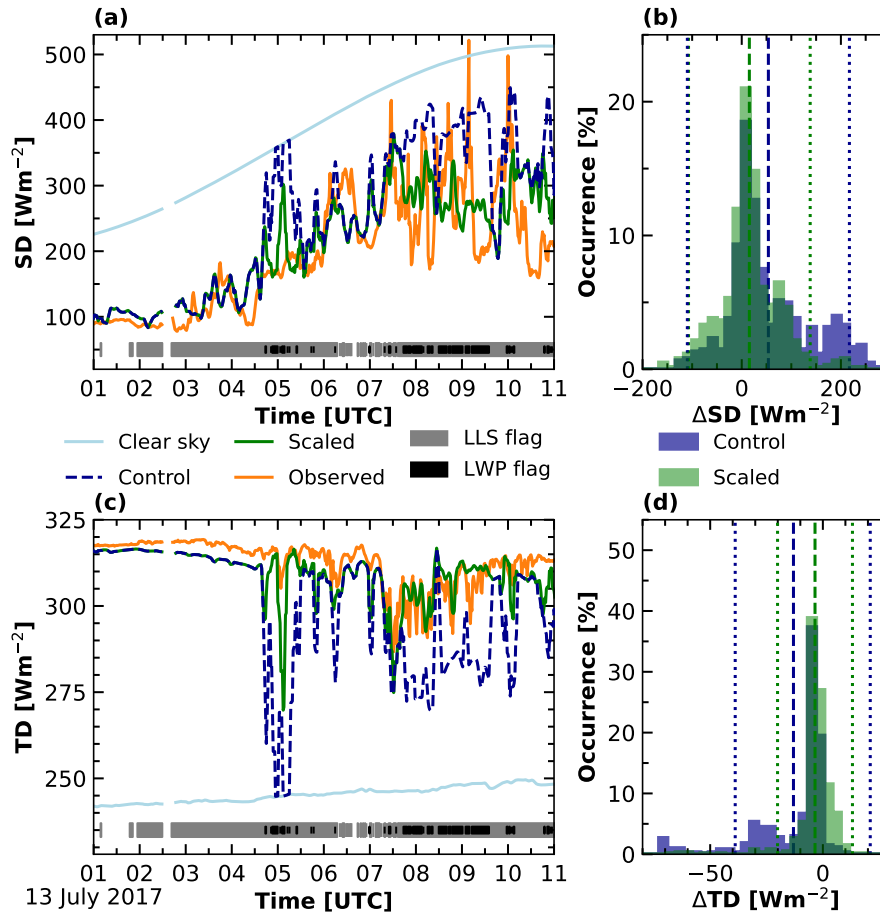 (a)
(b)
SD [Wm⁻²]
500
400
300
200
100
01 02 03 04 05 06 07 08 09 10 11
Time [UTC]
Occurrence [%]
20
10
0
−200 0 200
ΔSD [Wm⁻²]
Clear sky
Control
Scaled
Observed
LLS flag
LWP flag
Control
Scaled
(c)
(d)
TD [Wm⁻²]
325
300
275
250
01 02 03 04 05 06 07 08 09 10 11
Time [UTC]
Occurrence [%]
50
40
30
20
10
0
−50 0
ΔTD [Wm⁻²]
13 July 2017